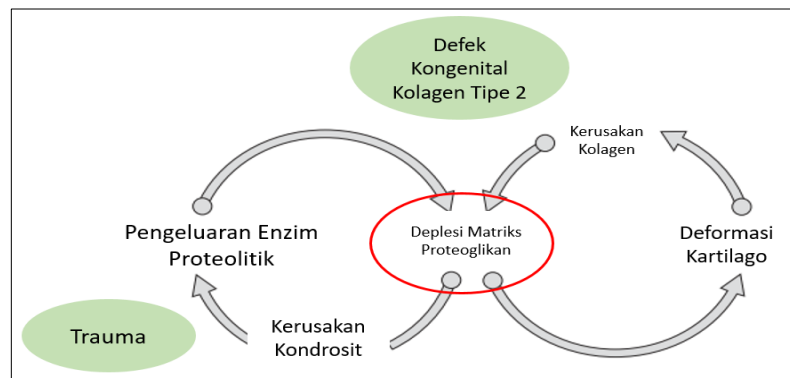 Defek
Kongenital
Kolagen Tipe 2
Kerusakan
Kolagen
Pengeluaran Enzim
Proteolitik
Deplesi Matriks
Proteoglikan
Deformasi
Kartilago
Trauma
Kerusakan
Kondrosit